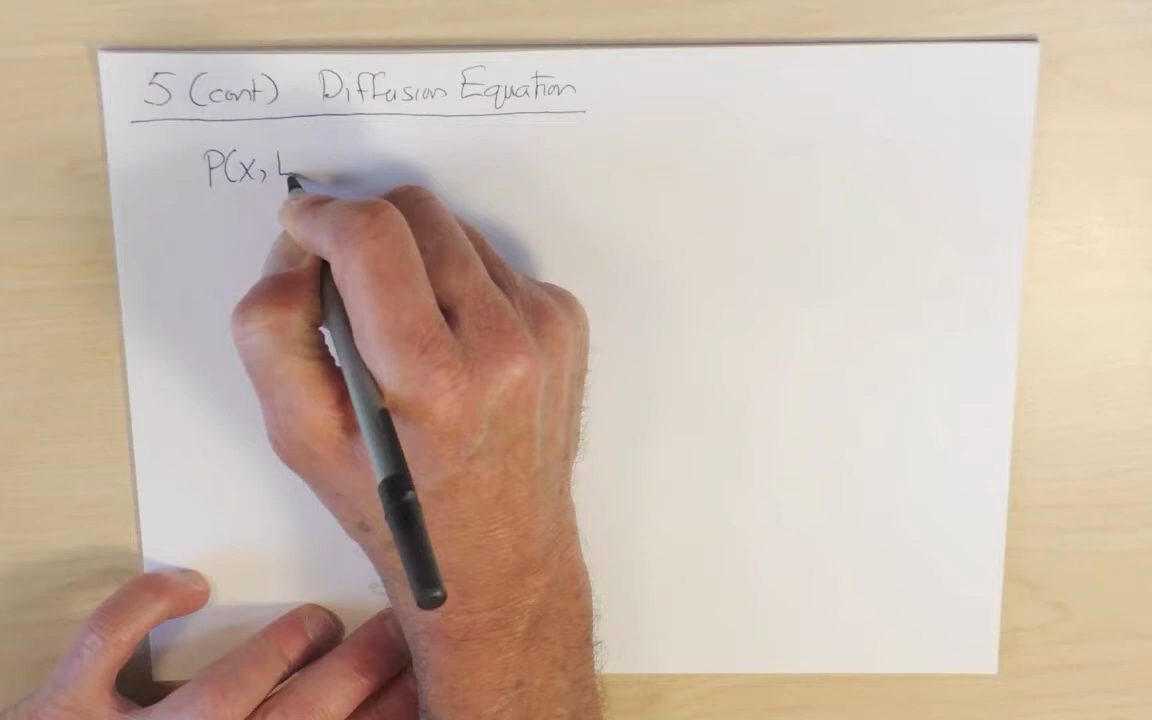 5 (cont) Diffusion Equation
P(x, t